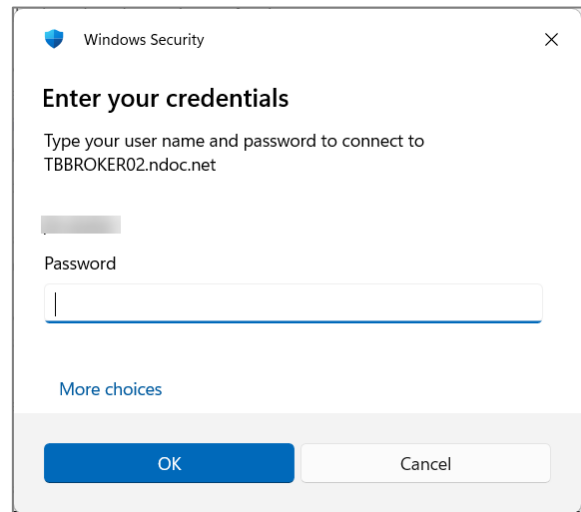 Windows Security
Enter your credentials
Type your user name and password to connect to
TBBROKER02.ndoc.net
Password
More choices
OK
Cancel